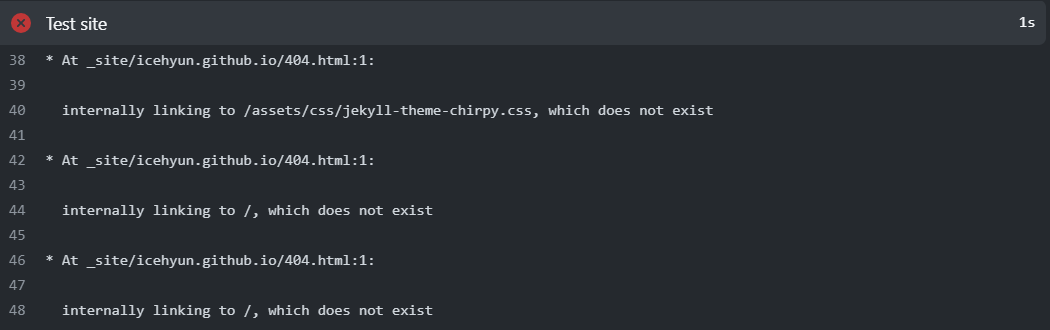 Test site
1s
38 * At _site/icehyun.github.io/404.html:1:
39
40 internally linking to /assets/css/jekyll-theme-chirpy.css, which does not exist
41
42 * At _site/icehyun.github.io/404.html:1:
43
44 internally linking to /, which does not exist
45
46 * At _site/icehyun.github.io/404.html:1:
47
48 internally linking to /, which does not exist